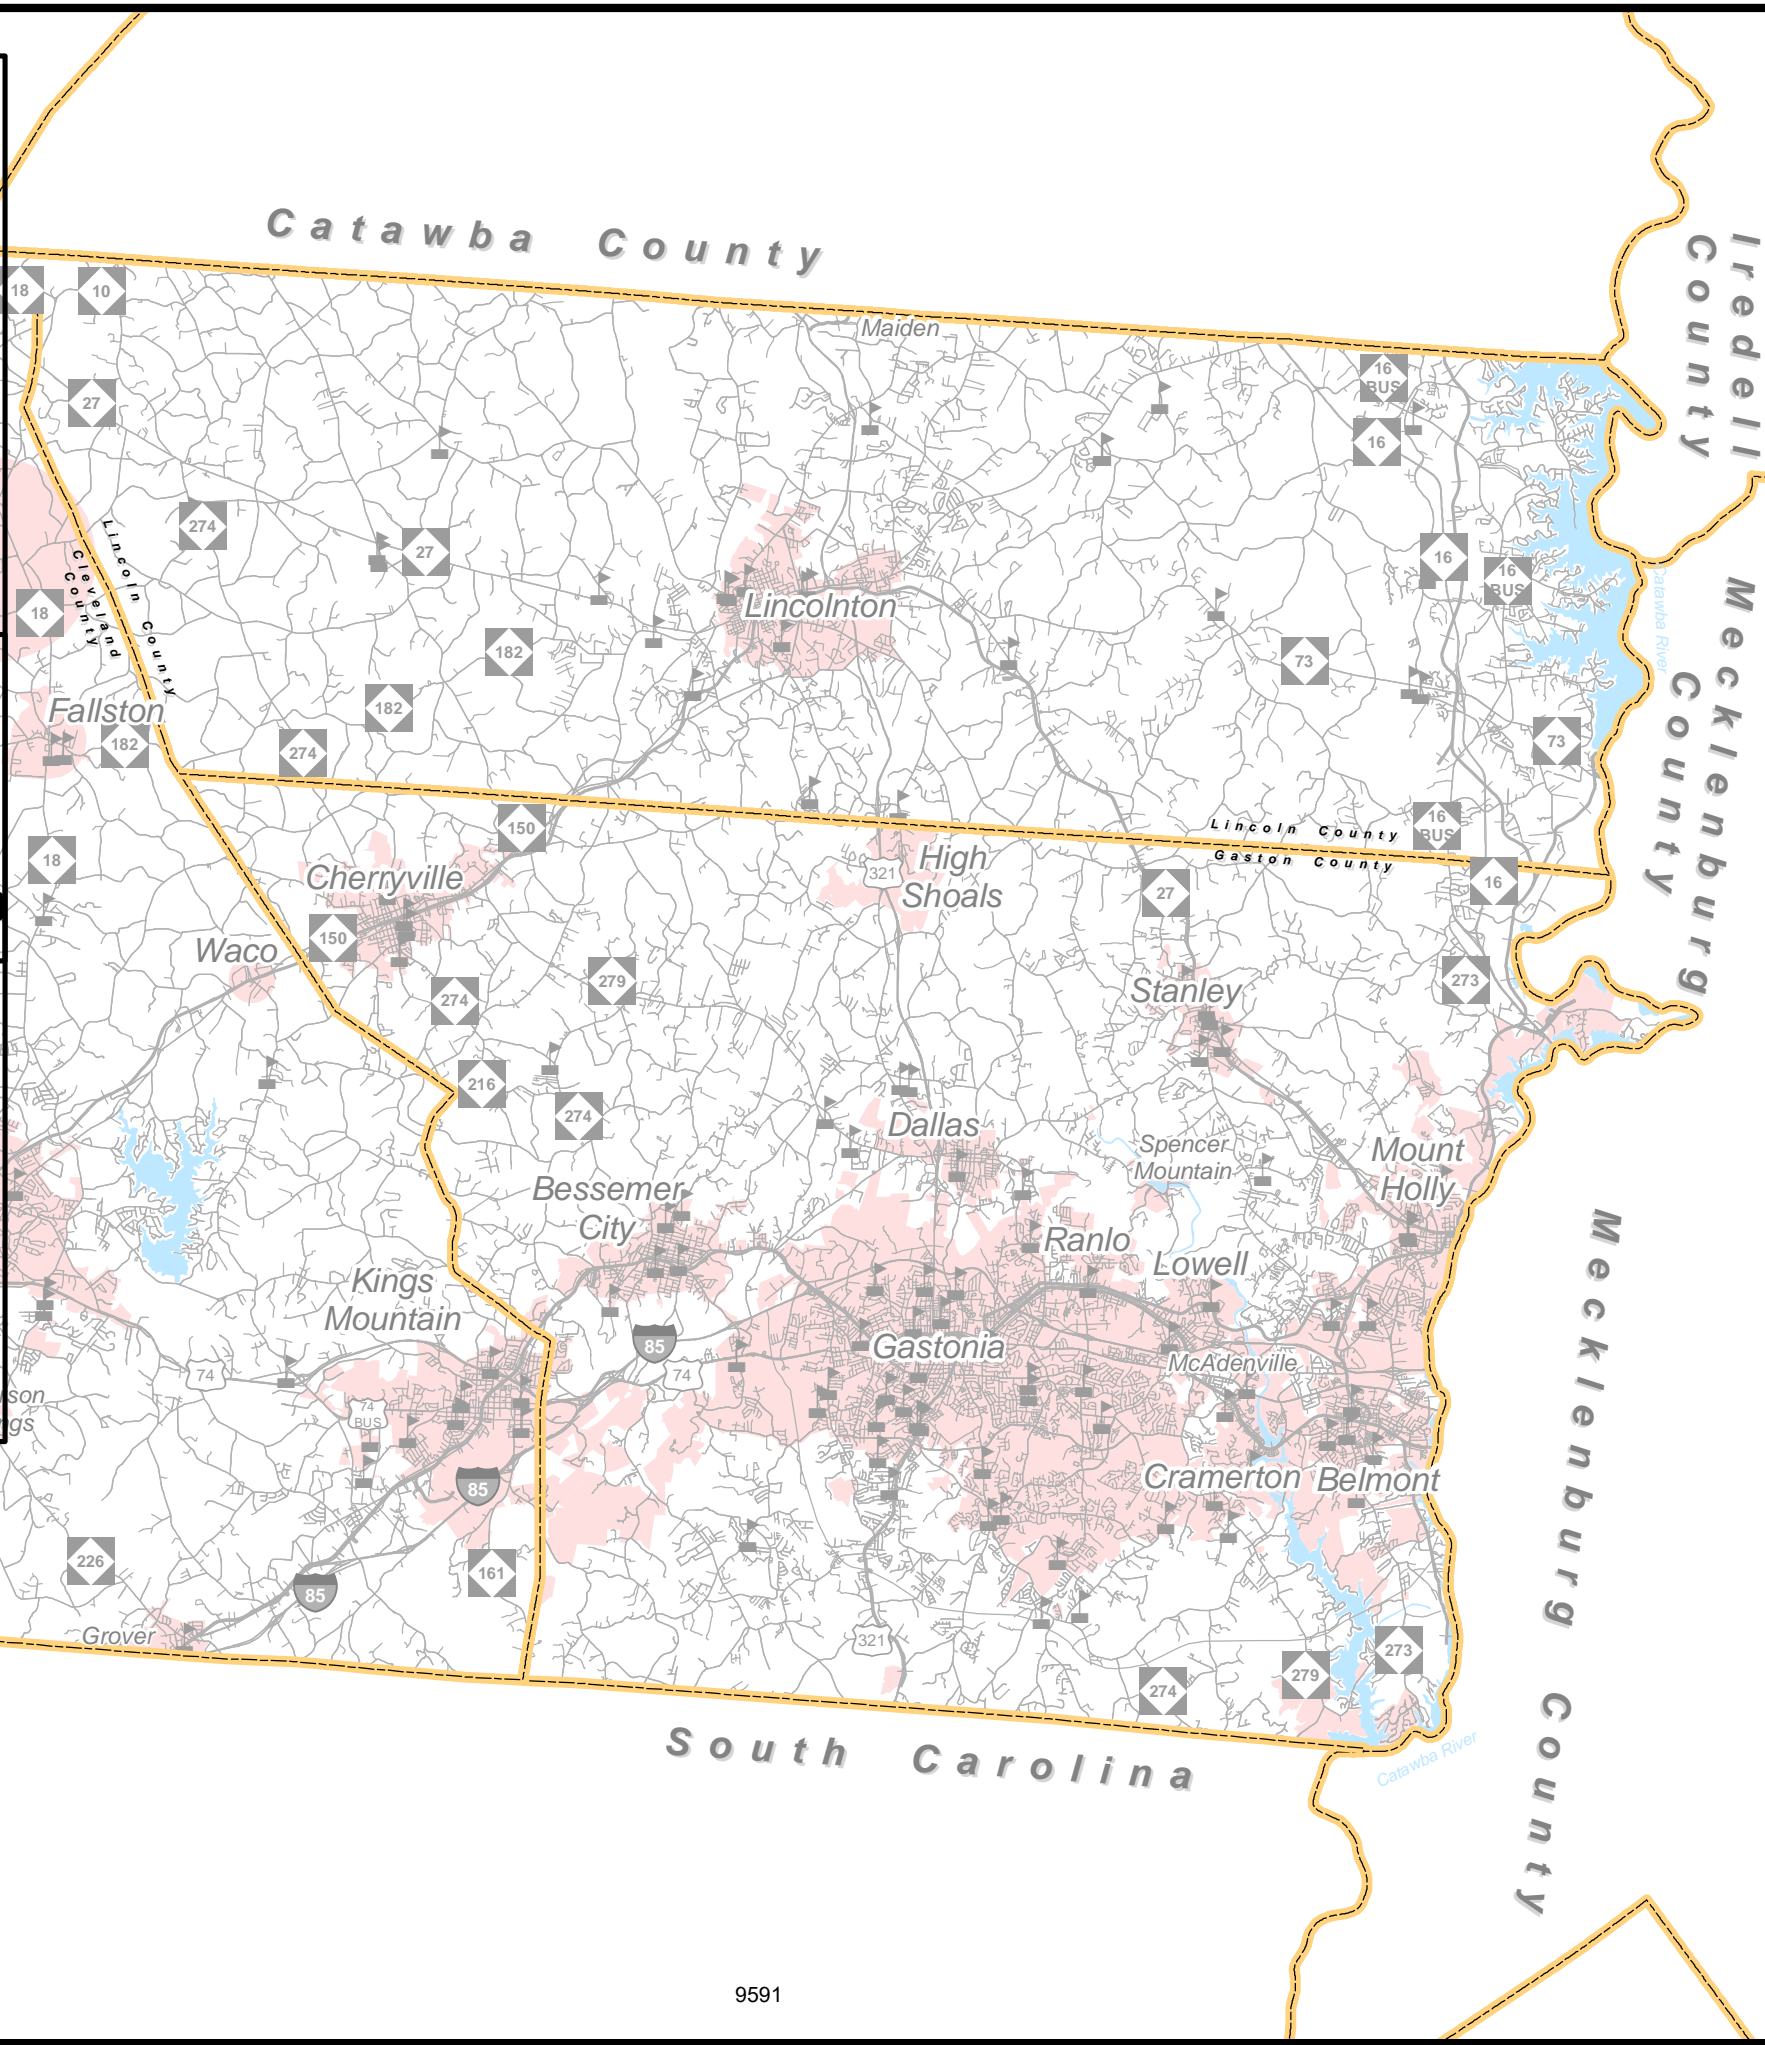 Catawba County
Iredell
County
18
10
Maiden
16
BUS
27
16
274
Lincoln County
Cleveland
County
27
16
16
BUS
Catawba River
Mecklenburg
County
18
Lincolnton
182
73
182
Fallston
182
274
73
150
Lincoln County
16
BUS
Gaston County
18
Cherryville
321
High
Shoals
27
16
150
Waco
279
273
274
Stanley
216
274
Dallas
Spencer
Mountain
Mount
Holly
Bessemer
City
Ranlo
Lowell
Kings
Mountain
85
Gastonia
McAdenville
74
74
74
BUS
son
gs
85
Cramerton
Belmont
Mecklenburg County
226
161
85
Grover
321
273
279
274
South Carolina
Catawba River
9591